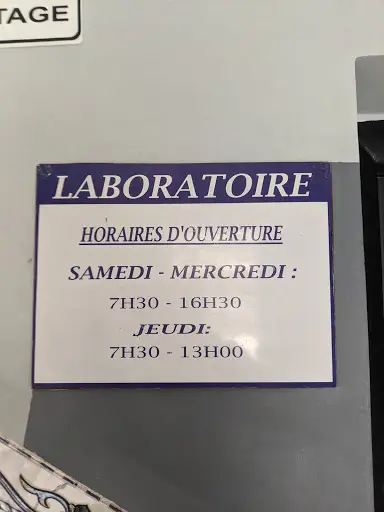 TAGE
LABORATOIRE
HORAIRES D'OUVERTURE
SAMEDI - MERCREDI :
7H30 - 16H30
JEUDI:
7H30 - 13H00